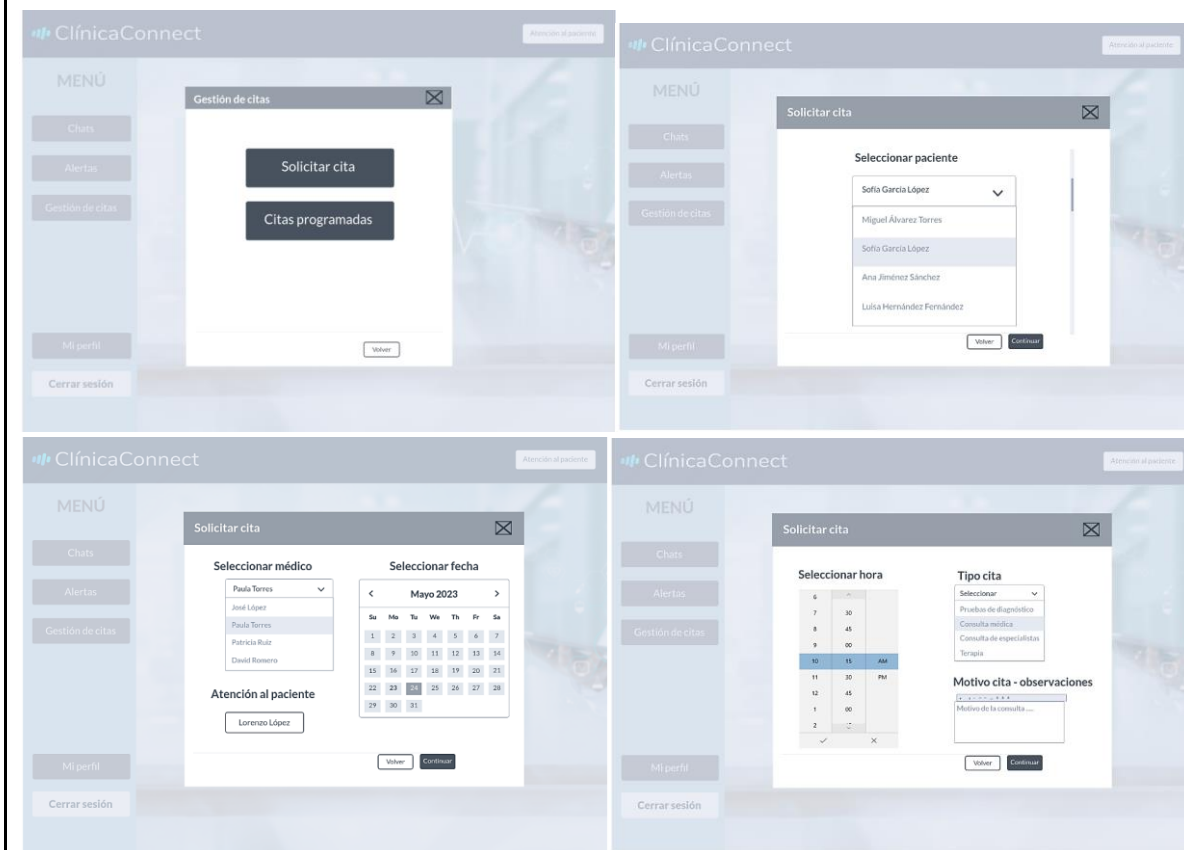 ClínicaConnect
Atención al paciente
MENÚ
Chats
Alertas
Gestión de citas
Mi perfil
Cerrar sesión
Gestión de citas
Solicitar cita
Citas programadas
Volver
ClínicaConnect
Atención al paciente
MENÚ
Chats
Alertas
Gestión de citas
Mi perfil
Cerrar sesión
Solicitar cita
Seleccionar paciente
Sofía García López
Miguel Álvarez Torres
Sofía García López
Ana Jiménez Sánchez
Luisa Hernández Fernández
Volver Continuar
ClínicaConnect
Atención al paciente
MENÚ
Chats
Alertas
Gestión de citas
Mi perfil
Cerrar sesión
Solicitar cita
Seleccionar médico
Paula Torres
José López
Paula Torres
Patricia Ruiz
David Romero
Atención al paciente
Lorenzo López
Seleccionar fecha
< Mayo 2023 >
Su Mo Tu We Th Fr Sa
1 2 3 4 5 6 7
8 9 10 11 12 13 14
15 16 17 18 19 20 21
22 23 24 25 26 27 28
29 30 31
Volver Continuar
ClínicaConnect
Atención al paciente
MENÚ
Chats
Alertas
Gestión de citas
Mi perfil
Cerrar sesión
Solicitar cita
Seleccionar hora
6
7 30
8 45
9 00
10 15 AM
11 30 PM
12 45
1 00
2
Tipo cita
Seleccionar
Pruebas de diagnóstico
Consulta médica
Consulta de especialistas
Terapia
Motivo cita - observaciones
Motivo de la consulta ....
Volver Continuar